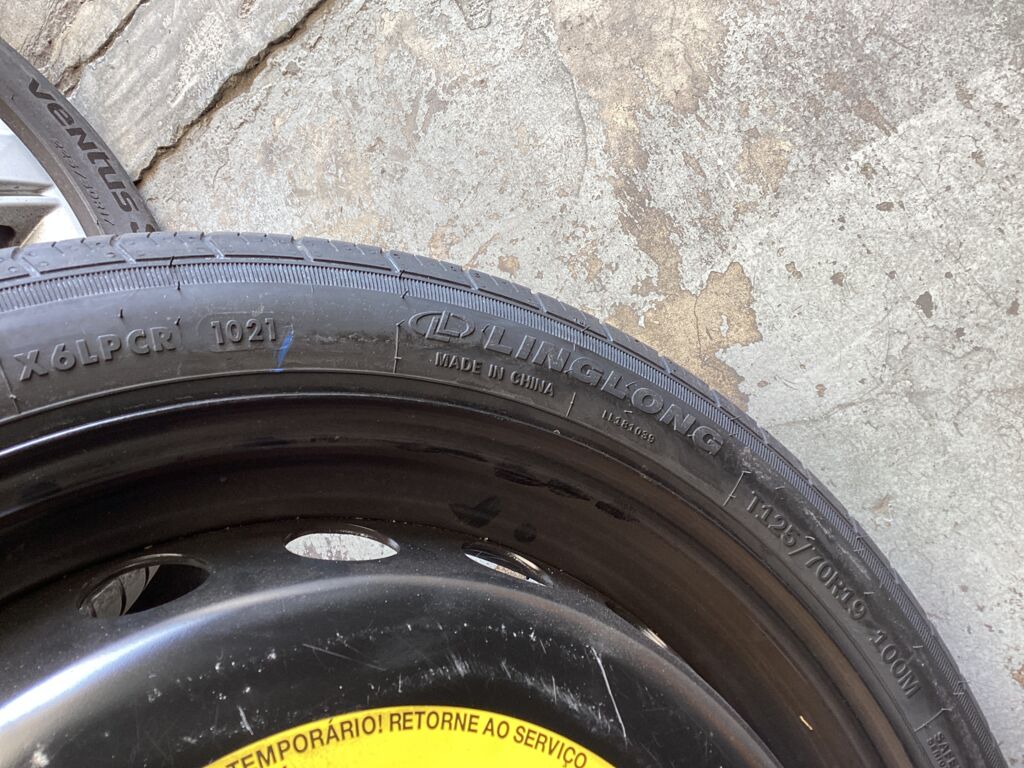 ventus
X6LPCR 1021
LINGLONG
MADE IN CHINA
T125/70R19 100M
TEMPORÁRIO! RETORNE AO SERVIÇO